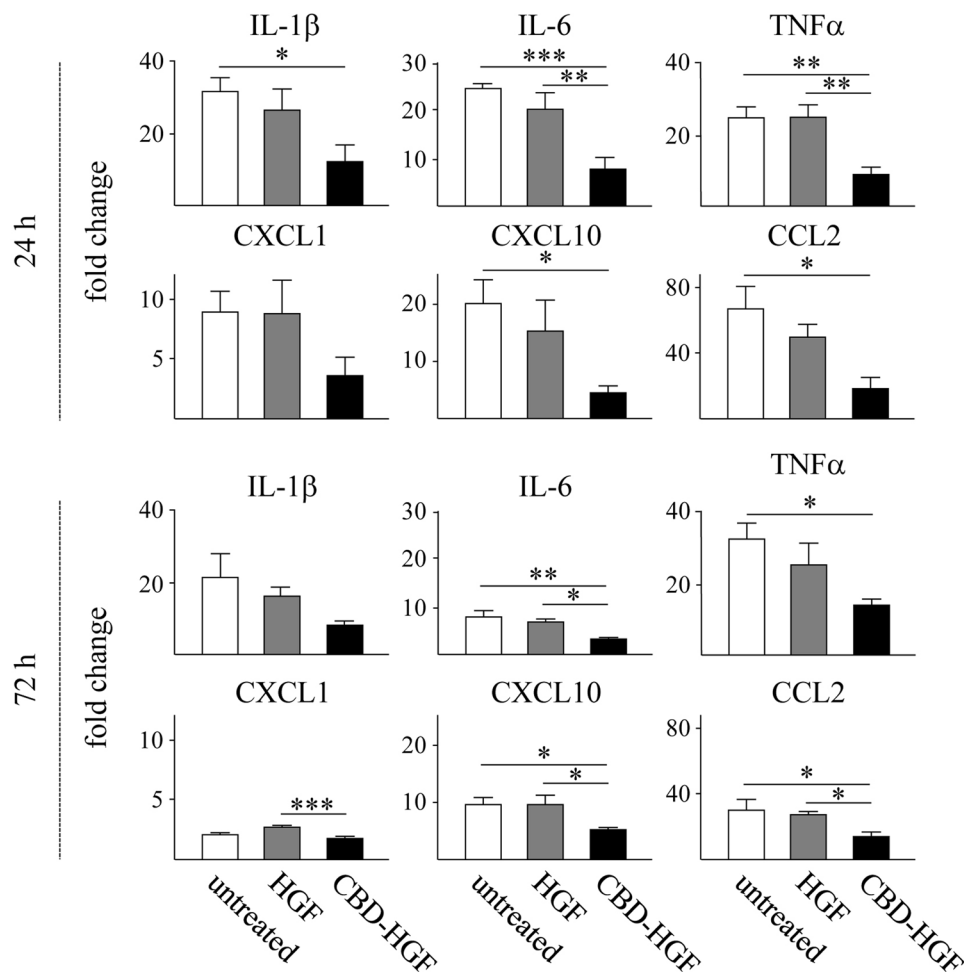 IL-1β IL-6 TNFα
40 20 * 30 20 10 *** ** 40 20 ** **
24 h
fold change
CXCL1 CXCL10 CCL2
10 5 20 10 * 80 40 *
IL-1β IL-6 TNFα
40 20 30 20 10 ** * 40 20 *
72 h
fold change
CXCL1 CXCL10 CCL2
10 5 *** 20 10 * * 80 40 * *
untreated HGF CBD-HGF untreated HGF CBD-HGF untreated HGF CBD-HGF